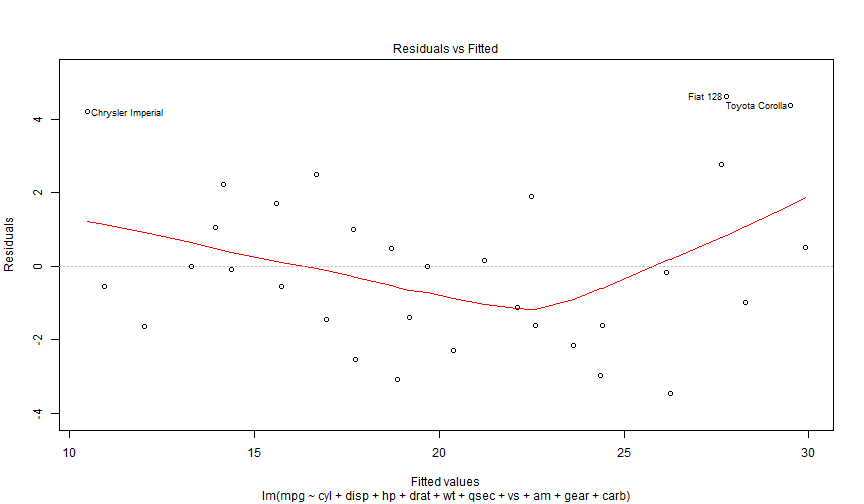 Residuals vs Fitted
Fiat 128
Toyota Corolla
Chrysler Imperial
Residuals
4
2
0
-2
-4
10 15 20 25 30
Fitted values
lm(mpg ~ cyl + disp + hp + drat + wt + qsec + vs + am + gear + carb)